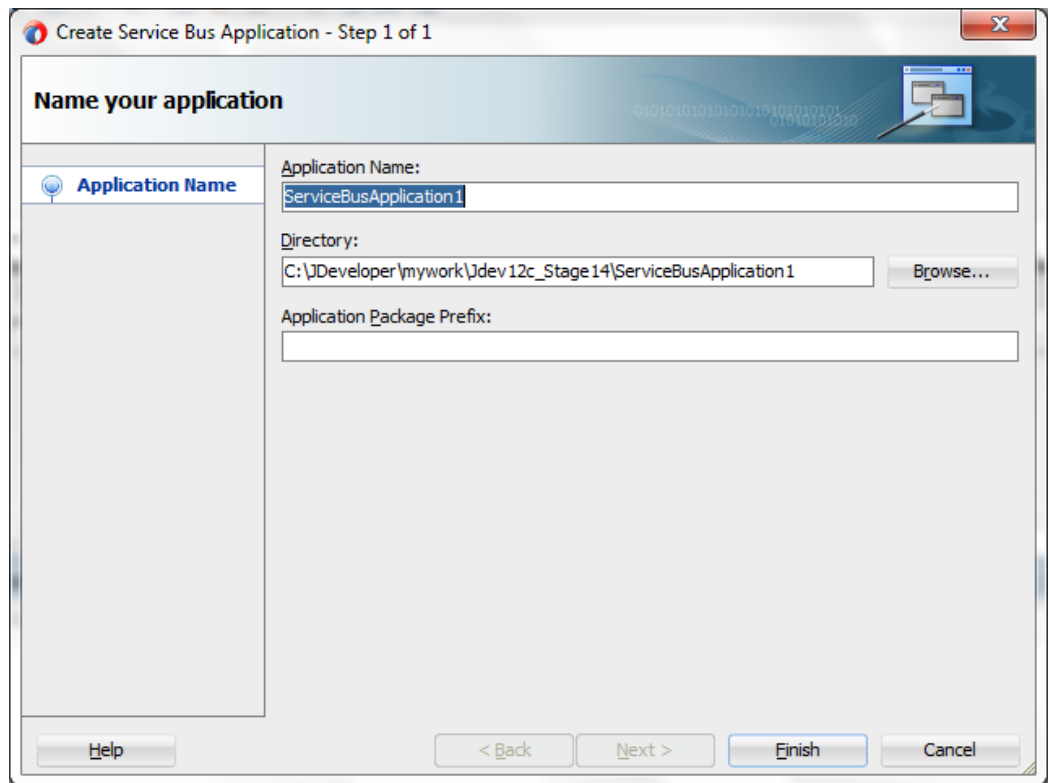 Create Service Bus Application - Step 1 of 1
Name your application
Application Name
Application Name:
ServiceBusApplication1
Directory:
C:\JDeveloper\mywork\Jdev12c_Stage14\ServiceBusApplication1
Browse...
Application Package Prefix:
Help
< Back
Next >
Finish
Cancel